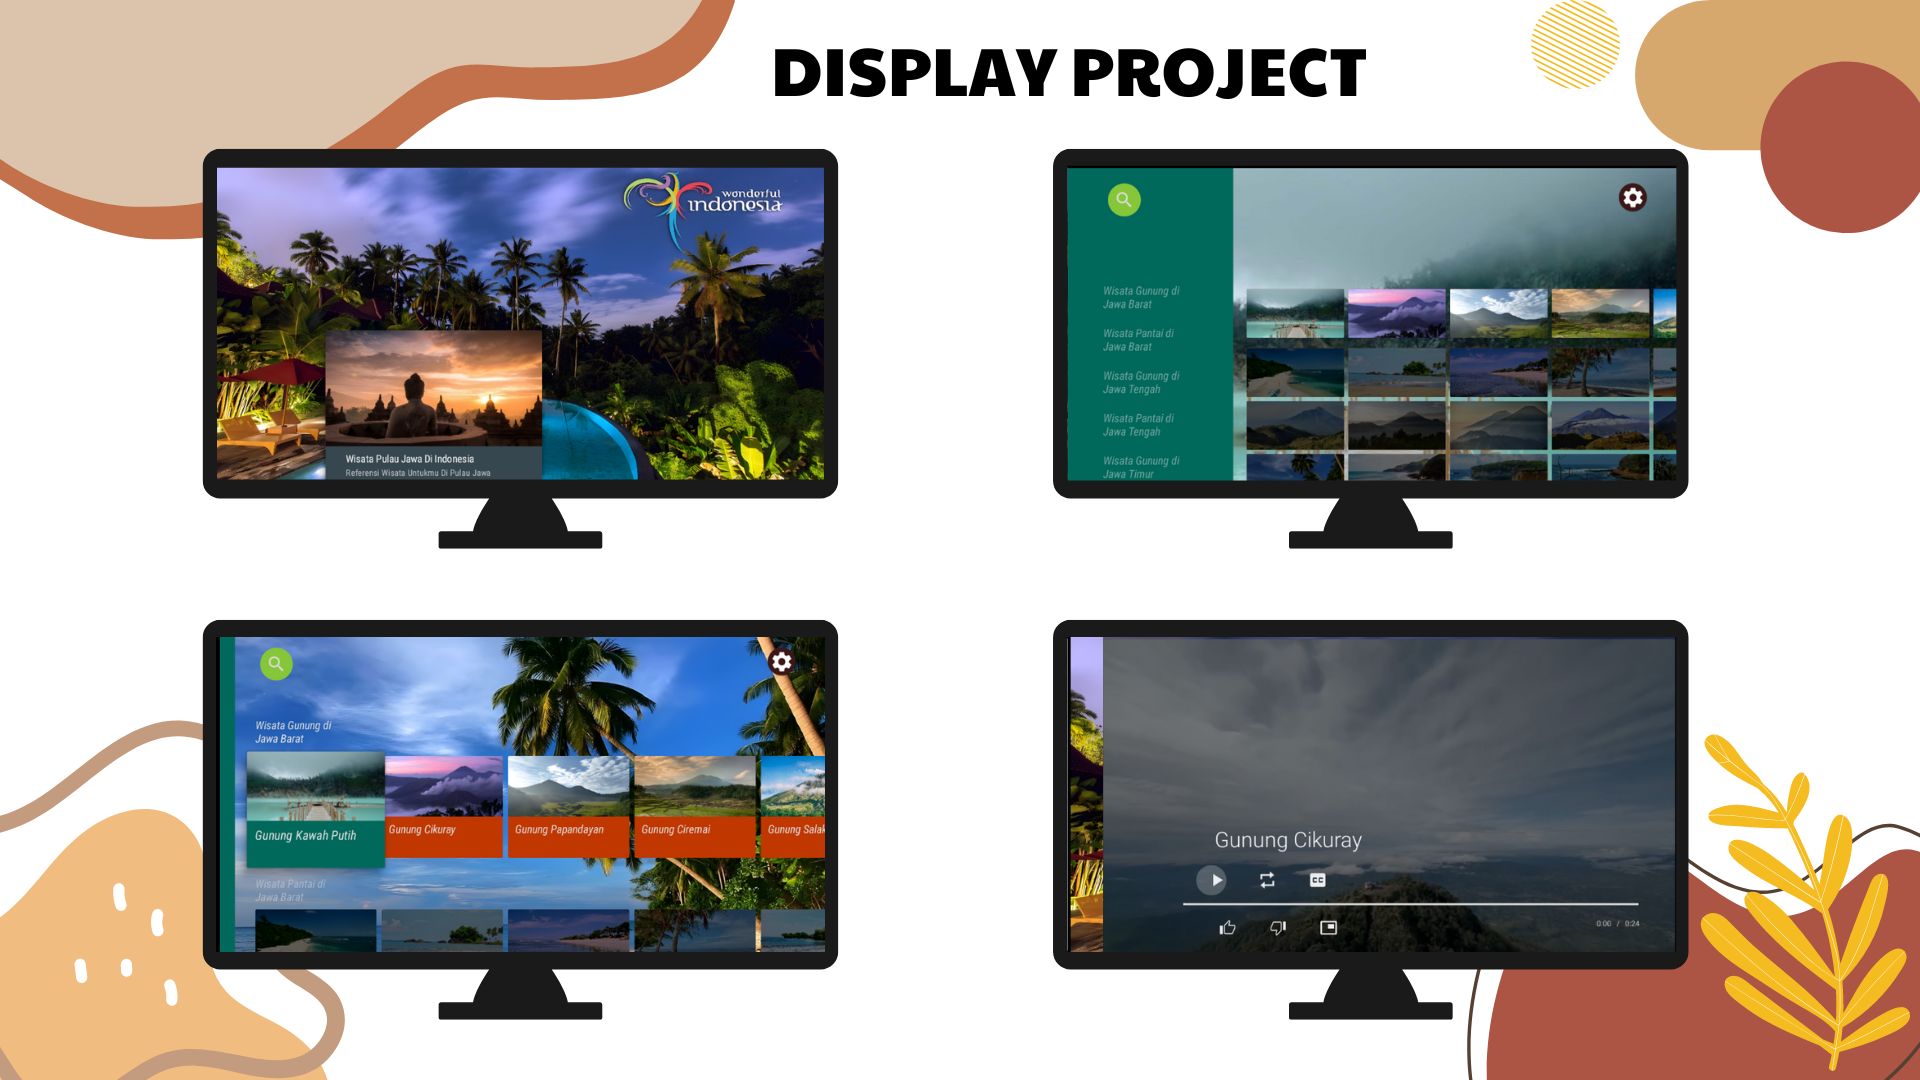 DISPLAY PROJECT
wonderful
indonesia
Wisata Pulau Jawa Di Indonesia
Referensi Wisata Untukmu Di Pulau Jawa
Wisata Gunung di
Jawa Barat
Wisata Pantai di
Jawa Barat
Wisata Gunung di
Jawa Tengah
Wisata Pantai di
Jawa Tengah
Wisata Gunung di
Jawa Timur
Wisata Gunung di
Jawa Barat
Gunung Kawah Putih
Gunung Cikuray
Gunung Papandayan
Gunung Ciremai
Gunung Salak
Wisata Pantai di
Jawa Barat
Gunung Cikuray
CC
0:00 / 0:24